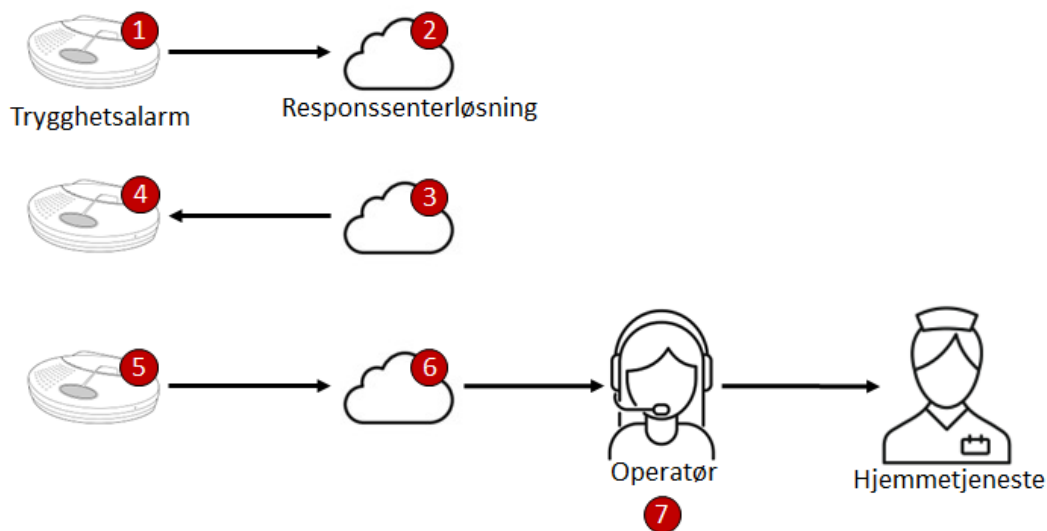 1
2
Trygghetsalarm
Responssenterløsning
4
3
5
6
Operatør
Hjemmetjeneste
7